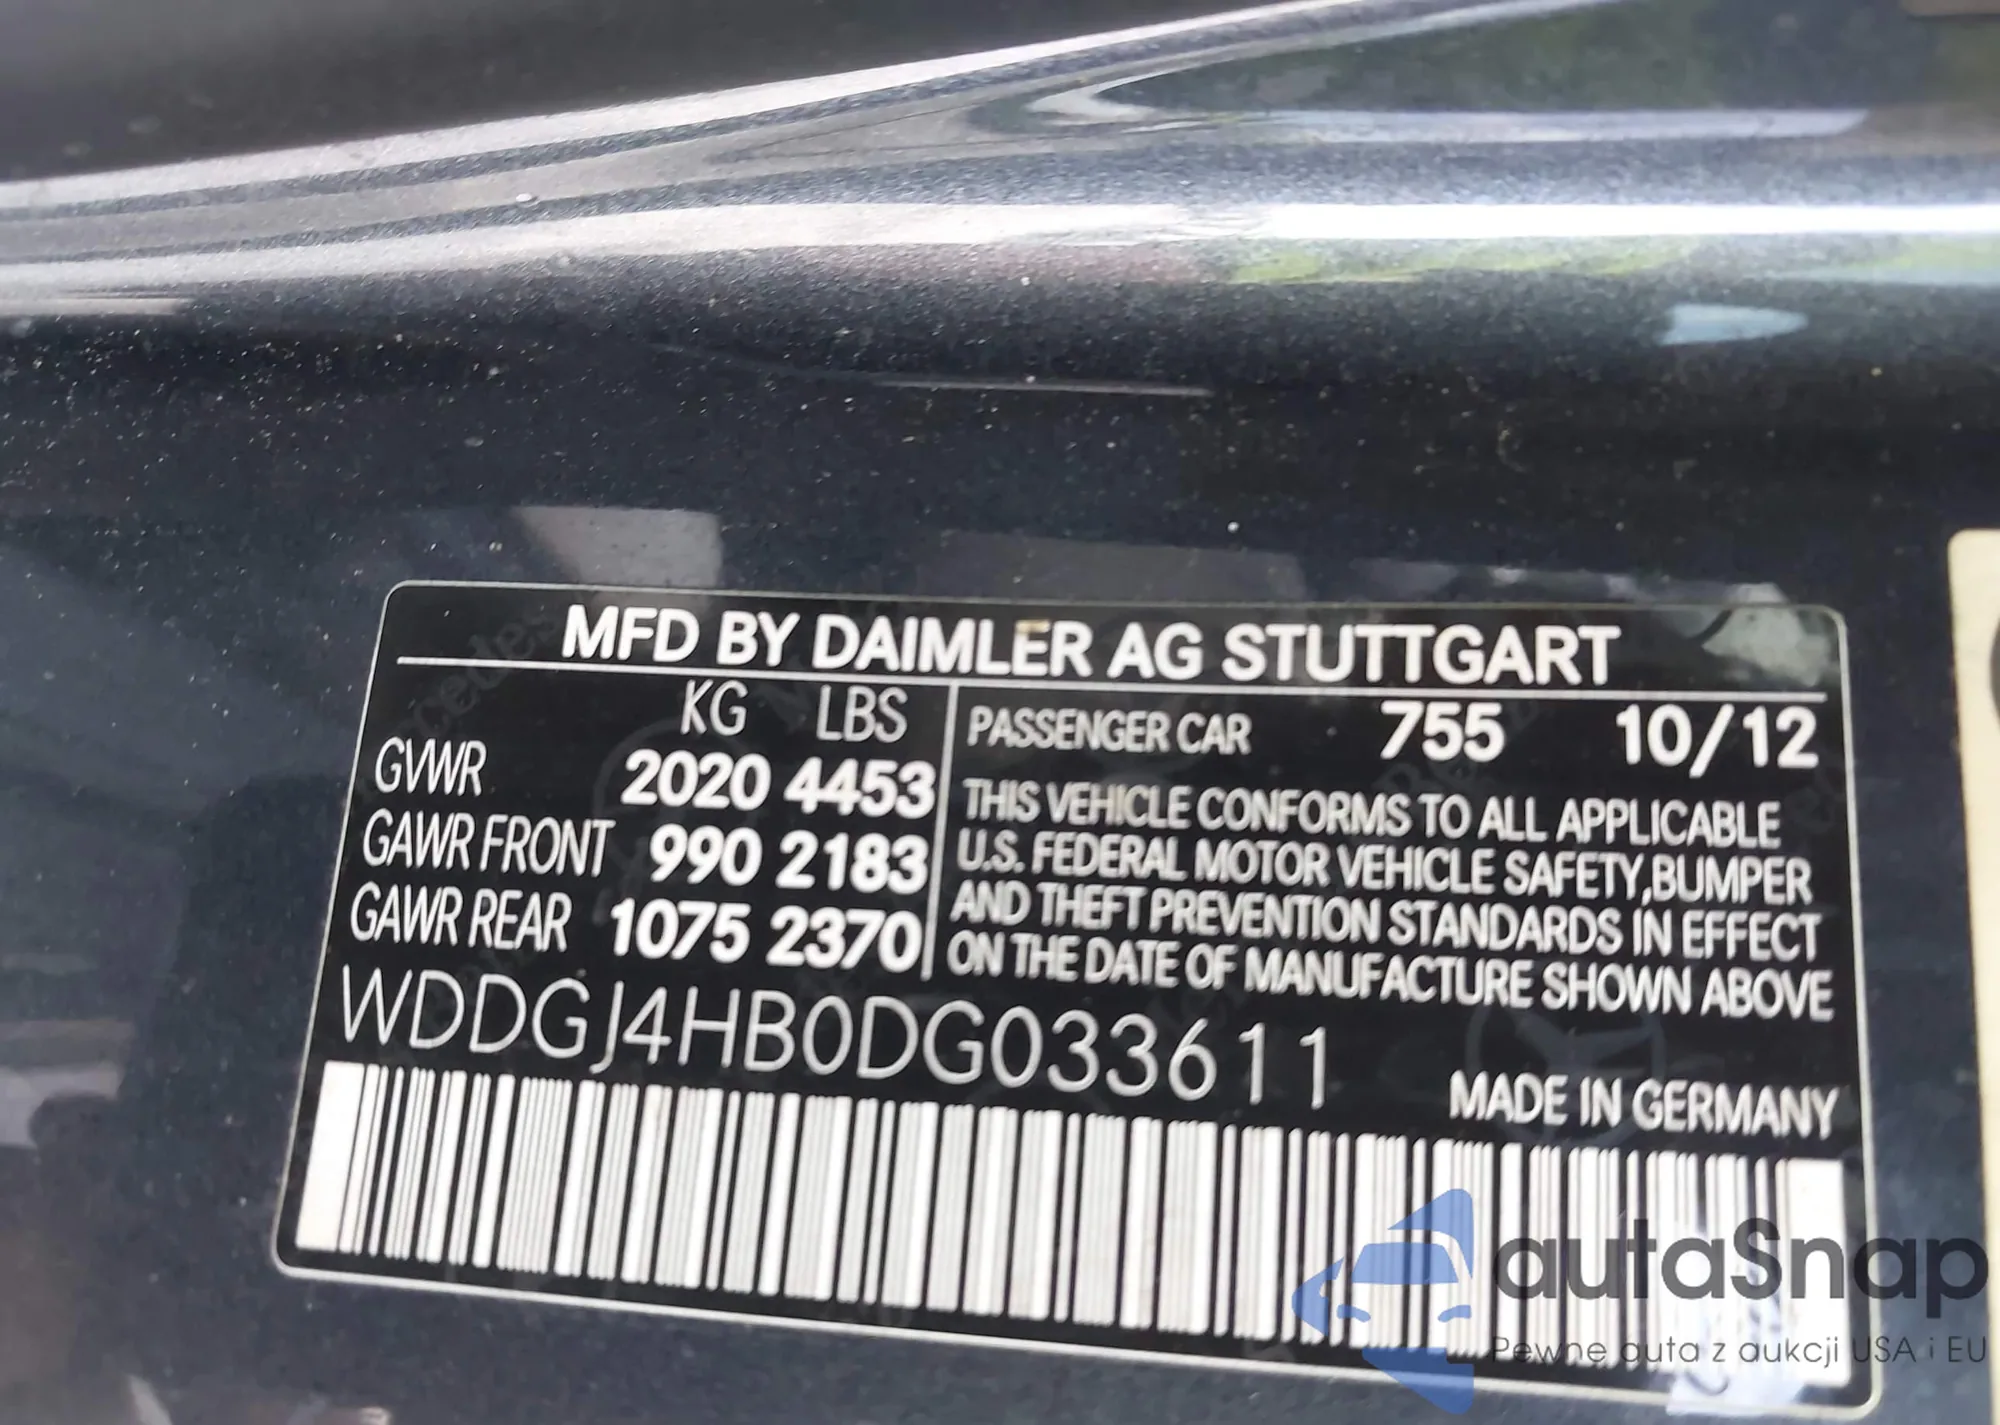 MFD BY DAIMLER AG STUTTGART
KG LBS
GVWR 2020 4453
GAWR FRONT 990 2183
GAWR REAR 1075 2370
PASSENGER CAR 755 10/12
THIS VEHICLE CONFORMS TO ALL APPLICABLE
U.S. FEDERAL MOTOR VEHICLE SAFETY,BUMPER
AND THEFT PREVENTION STANDARDS IN EFFECT
ON THE DATE OF MANUFACTURE SHOWN ABOVE
WDDGJ4HB0DG033611
MADE IN GERMANY
autaSnap
Pewne auta z aukcji USA i EU